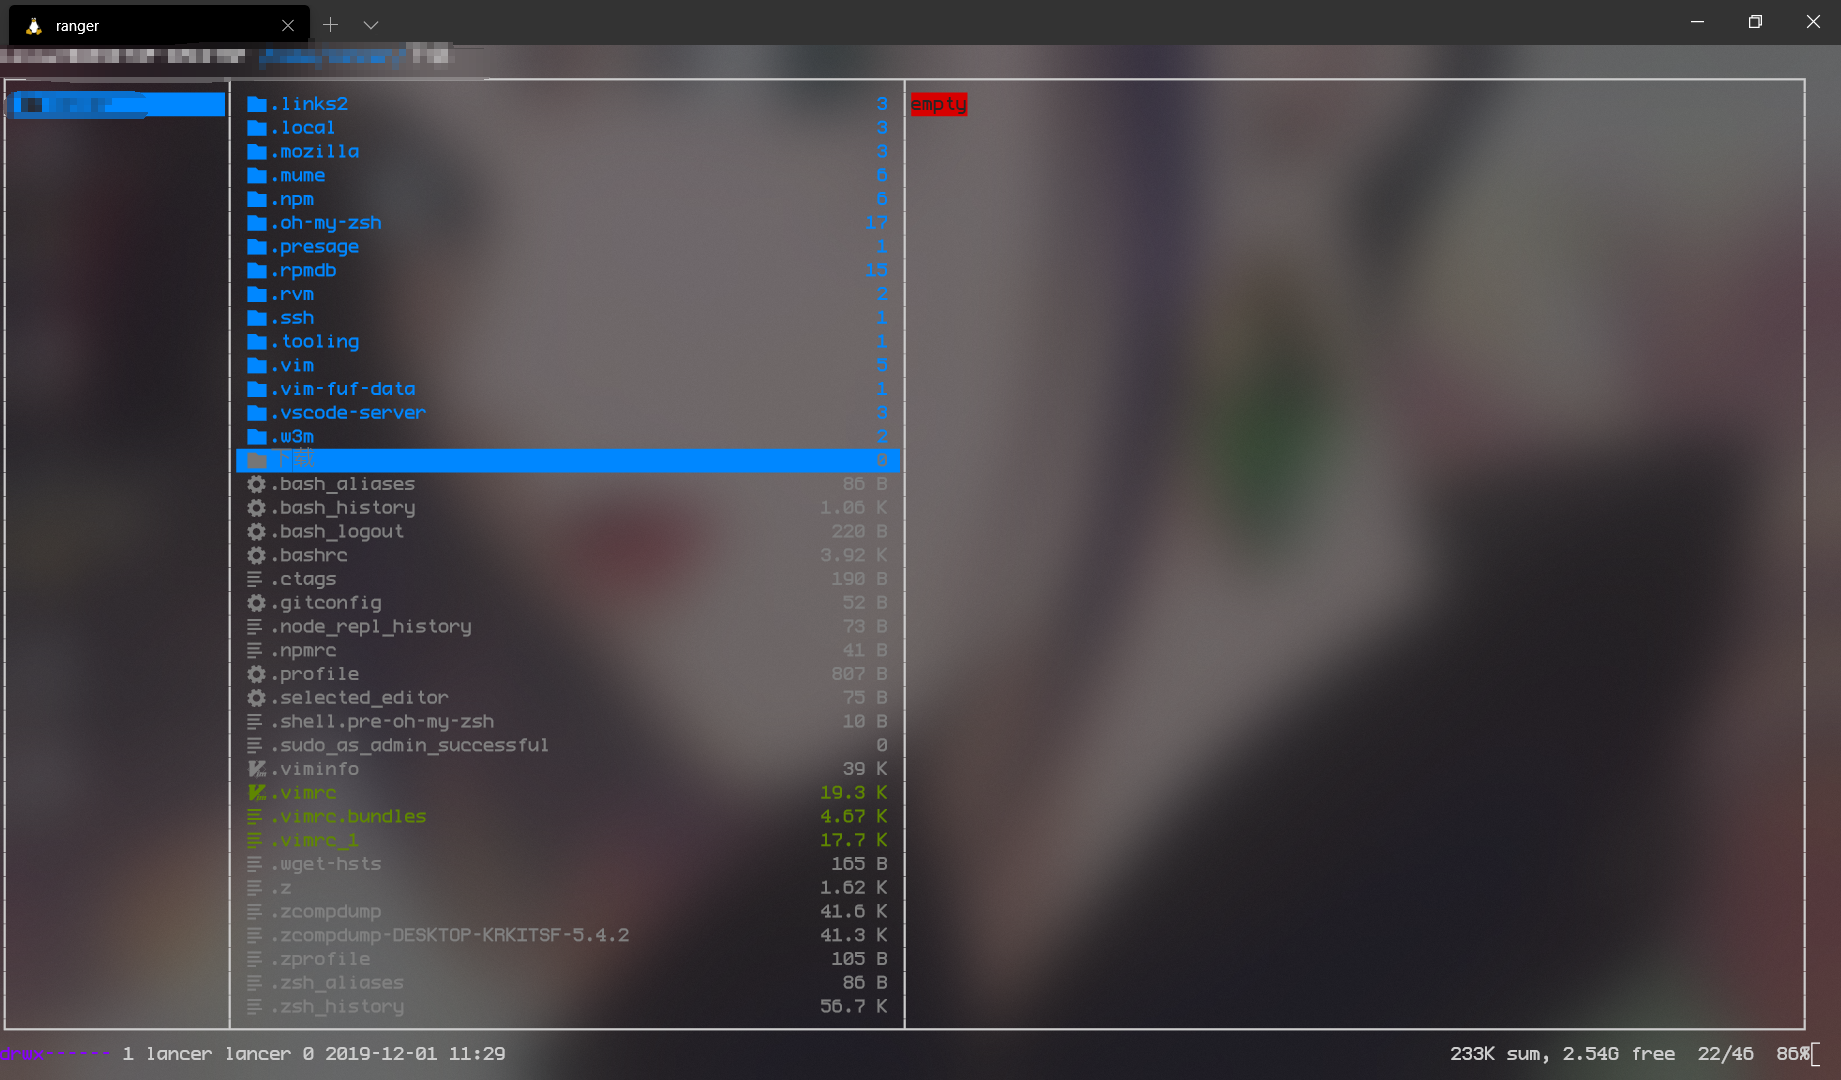 ranger
.links2 3
.local 3
.mozilla 3
.mume 6
.npm 6
.oh-my-zsh 17
.presage 1
.rpmdb 15
.rvm 2
.ssh 1
.tooling 1
.vim 5
.vim-fuf-data 1
.vscode-server 3
.w3m 2
下载 0
.bash_aliases 86 B
.bash_history 1.06 K
.bash_logout 220 B
.bashrc 3.92 K
.ctags 190 B
.gitconfig 52 B
.node_repl_history 73 B
.npmrc 41 B
.profile 807 B
.selected_editor 75 B
.shell.pre-oh-my-zsh 10 B
.sudo_as_admin_successful 0
.viminfo 39 K
.vimrc 19.3 K
.vimrc.bundles 4.67 K
.vimrc_1 17.7 K
.wget-hsts 165 B
.z 1.62 K
.zcompdump 41.6 K
.zcompdump-DESKTOP-KRKITSF-5.4.2 41.3 K
.zprofile 105 B
.zsh_aliases 86 B
.zsh_history 56.7 K
empty
drwx------ 1 lancer lancer 0 2019-12-01 11:29 233K sum, 2.54G free 22/46 86%